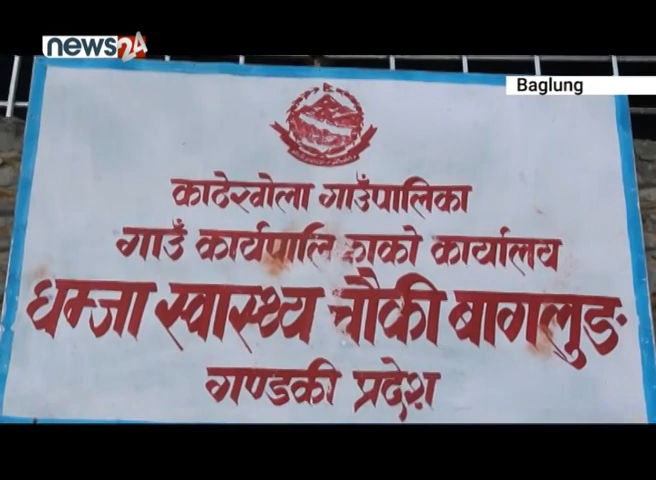 news24
Baglung
काठेखोला गाउँपालिका
गाउँ कार्यपालिकाको कार्यालय
धम्जा स्वास्थ्य चौकी बागलुङ
गण्डकी प्रदेश